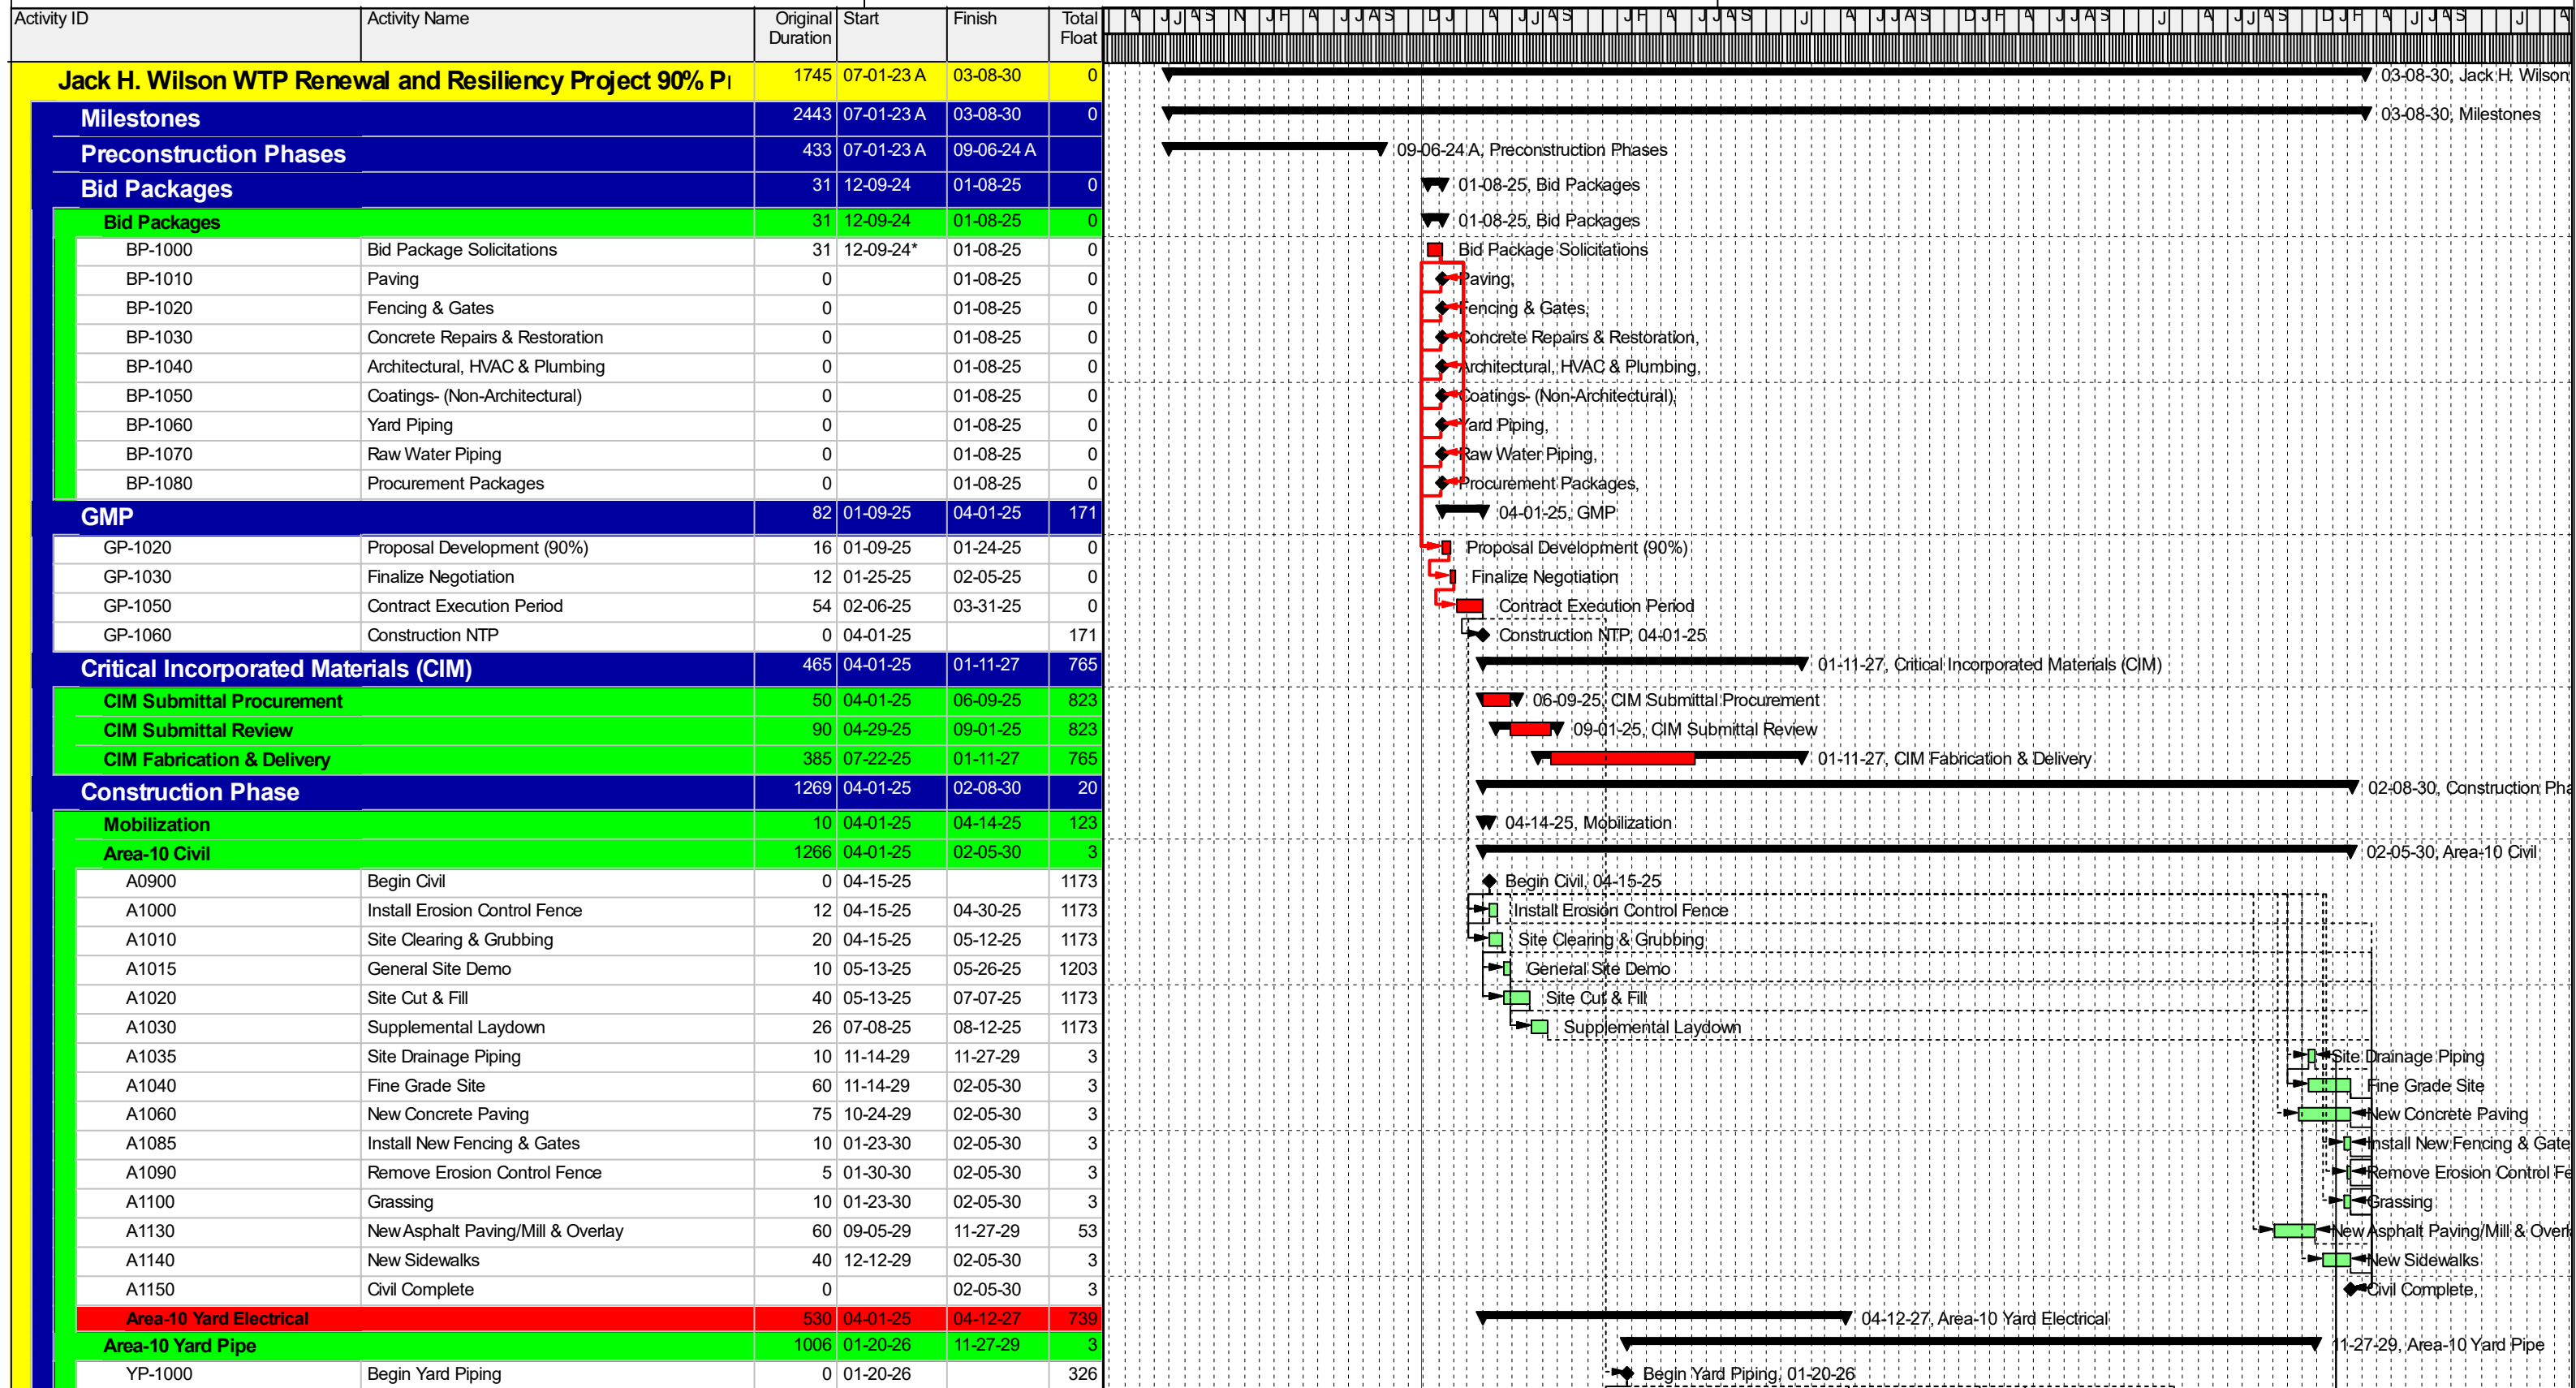 Activity ID Activity Name Original Duration Start Finish Total Float
Jack H. Wilson WTP Renewal and Resiliency Project 90% 1745 07-01-23 A 03-08-30 0 03-08-30, Jack H. Wilson
Milestones 2443 07-01-23 A 03-08-30 0 03-08-30, Milestones
Preconstruction Phases 433 07-01-23 A 09-06-24 A 09-06-24 A, Preconstruction Phases
Bid Packages 31 12-09-24 01-08-25 0 01-08-25, Bid Packages
Bid Packages 31 12-09-24 01-08-25 0 01-08-25, Bid Packages
BP-1000 Bid Package Solicitations 31 12-09-24* 01-08-25 0 Bid Package Solicitations
BP-1010 Paving 0 01-08-25 0 Paving,
BP-1020 Fencing & Gates 0 01-08-25 0 Fencing & Gates,
BP-1030 Concrete Repairs & Restoration 0 01-08-25 0 Concrete Repairs & Restoration,
BP-1040 Architectural, HVAC & Plumbing 0 01-08-25 0 Architectural, HVAC & Plumbing,
BP-1050 Coatings- (Non-Architectural) 0 01-08-25 0 Coatings- (Non-Architectural),
BP-1060 Yard Piping 0 01-08-25 0 Yard Piping,
BP-1070 Raw Water Piping 0 01-08-25 0 Raw Water Piping,
BP-1080 Procurement Packages 0 01-08-25 0 Procurement Packages,
GMP 82 01-09-25 04-01-25 171 04-01-25, GMP
GP-1020 Proposal Development (90%) 16 01-09-25 01-24-25 0 Proposal Development (90%)
GP-1030 Finalize Negotiation 12 01-25-25 02-05-25 0 Finalize Negotiation
GP-1050 Contract Execution Period 54 02-06-25 03-31-25 0 Contract Execution Period
GP-1060 Construction NTP 0 04-01-25 171 Construction NTP, 04-01-25
Critical Incorporated Materials (CIM) 465 04-01-25 01-11-27 765 01-11-27, Critical Incorporated Materials (CIM)
CIM Submittal Procurement 50 04-01-25 06-09-25 823 06-09-25, CIM Submittal Procurement
CIM Submittal Review 90 04-29-25 09-01-25 823 09-01-25, CIM Submittal Review
CIM Fabrication & Delivery 385 07-22-25 01-11-27 765 01-11-27, CIM Fabrication & Delivery
Construction Phase 1269 04-01-25 02-08-30 20 02-08-30, Construction Pha
Mobilization 10 04-01-25 04-14-25 123 04-14-25, Mobilization
Area-10 Civil 1266 04-01-25 02-05-30 3 02-05-30, Area-10 Civil
A0900 Begin Civil 0 04-15-25 1173 Begin Civil, 04-15-25
A1000 Install Erosion Control Fence 12 04-15-25 04-30-25 1173 Install Erosion Control Fence
A1010 Site Clearing & Grubbing 20 04-15-25 05-12-25 1173 Site Clearing & Grubbing
A1015 General Site Demo 10 05-13-25 05-26-25 1203 General Site Demo
A1020 Site Cut & Fill 40 05-13-25 07-07-25 1173 Site Cut & Fill
A1030 Supplemental Laydown 26 07-08-25 08-12-25 1173 Supplemental Laydown
A1035 Site Drainage Piping 10 11-14-29 11-27-29 3 Site Drainage Piping
A1040 Fine Grade Site 60 11-14-29 02-05-30 3 Fine Grade Site
A1060 New Concrete Paving 75 10-24-29 02-05-30 3 New Concrete Paving
A1085 Install New Fencing & Gates 10 01-23-30 02-05-30 3 Install New Fencing & Gate
A1090 Remove Erosion Control Fence 5 01-30-30 02-05-30 3 Remove Erosion Control Fe
A1100 Grassing 10 01-23-30 02-05-30 3 Grassing
A1130 New Asphalt Paving/Mill & Overlay 60 09-05-29 11-27-29 53 New Asphalt Paving/Mill & Overl
A1140 New Sidewalks 40 12-12-29 02-05-30 3 New Sidewalks
A1150 Civil Complete 0 02-05-30 3 Civil Complete,
Area-10 Yard Electrical 530 04-01-25 04-12-27 739 04-12-27, Area-10 Yard Electrical
Area-10 Yard Pipe 1006 01-20-26 11-27-29 3 11-27-29, Area-10 Yard Pipe
YP-1000 Begin Yard Piping 0 01-20-26 326 Begin Yard Piping, 01-20-26